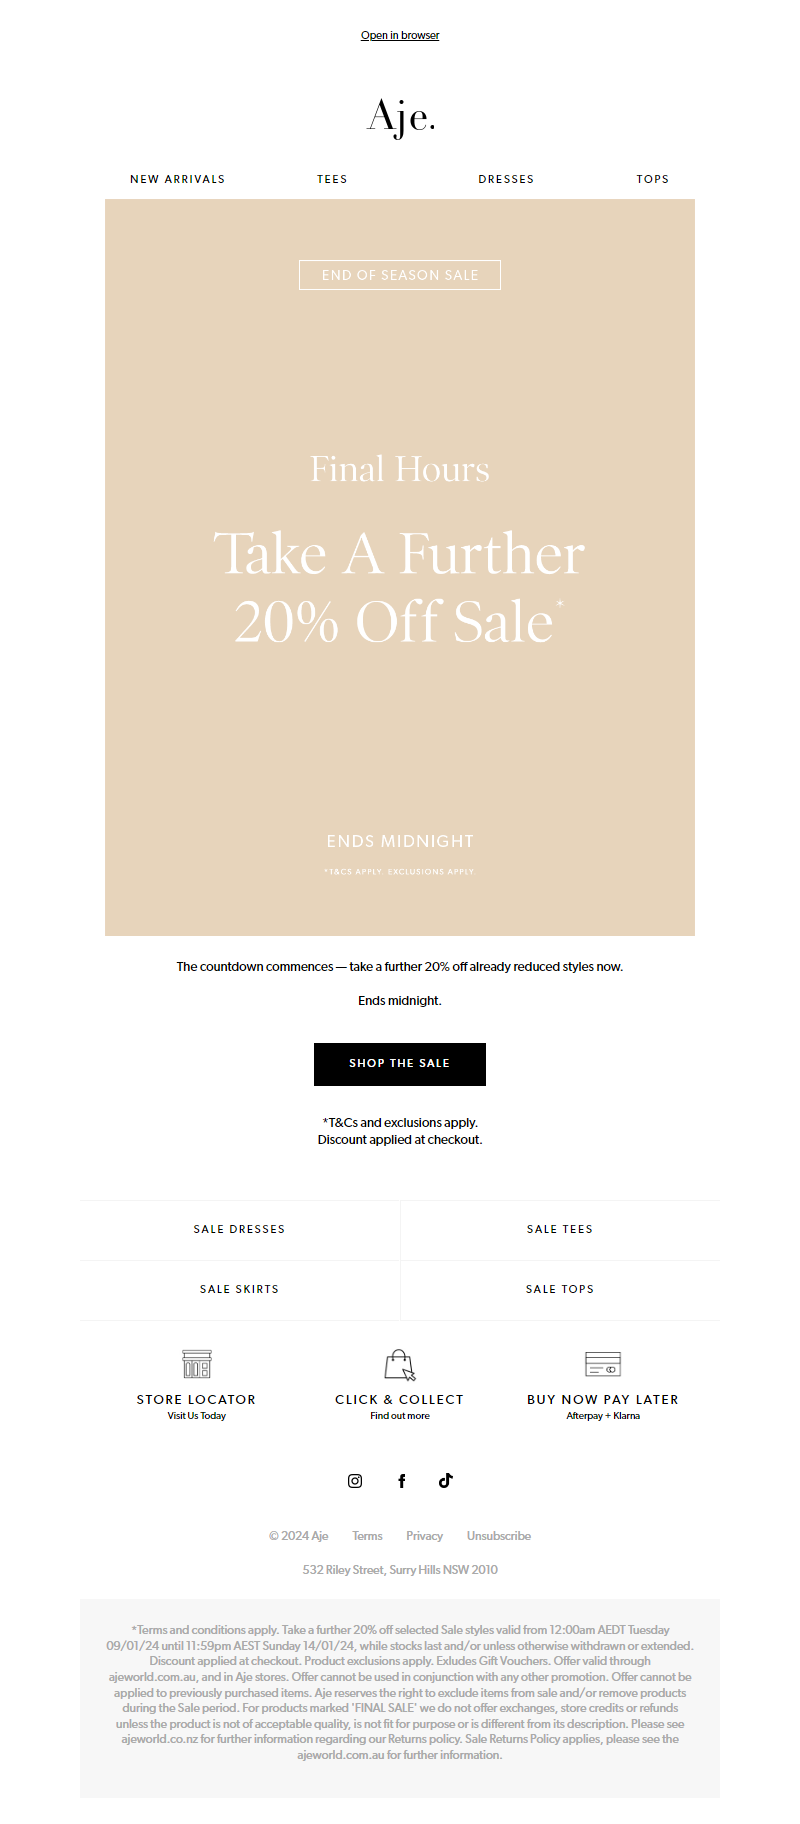 Open in browser
Aje.
NEW ARRIVALS
TEES
DRESSES
TOPS
END OF SEASON SALE
Final Hours
Take A Further
20% Off Sale*
ENDS MIDNIGHT
*T&CS APPLY. EXCLUSIONS APPLY
The countdown commences — take a further 20% off already reduced styles now.
Ends midnight.
SHOP THE SALE
*T&Cs and exclusions apply.
Discount applied at checkout.
SALE DRESSES
SALE TEES
SALE SKIRTS
SALE TOPS
STORE LOCATOR
Visit Us Today
CLICK & COLLECT
Find out more
BUY NOW PAY LATER
Afterpay + Klarna
© 2024 Aje
Terms
Privacy
Unsubscribe
532 Riley Street, Surry Hills NSW 2010
*Terms and conditions apply. Take a further 20% off selected Sale styles valid from 12:00am AEDT Tuesday
09/01/24 until 11:59pm AEST Sunday 14/01/24, while stocks last and/or unless otherwise withdrawn or extended.
Discount applied at checkout. Product exclusions apply. Exludes Gift Vouchers. Offer valid through
ajeworld.com.au, and in Aje stores. Offer cannot be used in conjunction with any other promotion. Offer cannot be
applied to previously purchased items. Aje reserves the right to exclude items from sale and/or remove products
during the Sale period. For products marked 'FINAL SALE' we do not offer exchanges, store credits or refunds
unless the product is not of acceptable quality, is not fit for purpose or is different from its description. Please see
ajeworld.co.nz for further information regarding our Returns policy. Sale Returns Policy applies, please see the
ajeworld.com.au for further information.